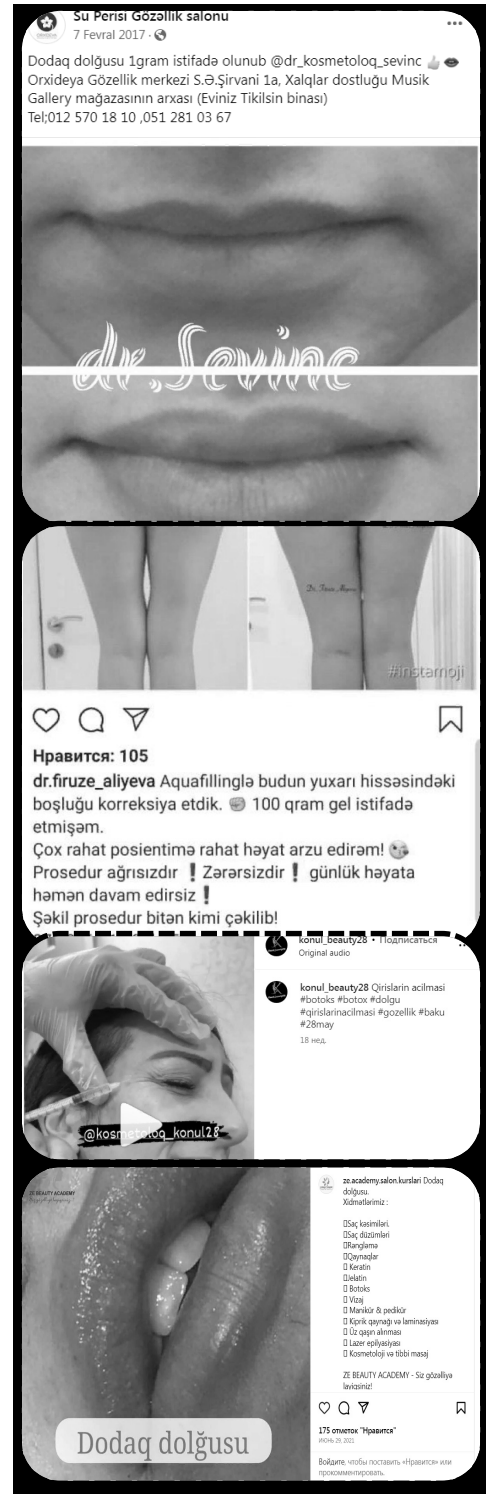 Su Perisi Gözəllik salonu
7 Fevral 2017 ·
Dodaq dolğusu 1gram istifadə olunub @dr_kosmetoloq_sevinc
Orxideya Gözellik merkezi S.Ə.Şirvani 1a, Xalqlar dostluğu Musik
Gallery mağazasının arxası (Eviniz Tikilsin binası)
Tel;012 570 18 10 ,051 281 03 67
dr.Sevinc
Dr. Firuze Aliyeva
#instamoji
Нравится: 105
dr.firuze_aliyeva Aquafillinglə budun yuxarı hissəsindəki
boşluğu korreksiya etdik. ✊ 100 qram gel istifadə
etmişəm.
Çox rahat posientimə rahat həyat arzu edirəm! 😘
Prosedur ağrısızdır ❗Zərərsizdir ❗ günlük həyata
həmən davam edirsiz ❗
Şəkil prosedur bitən kimi çəkilib!
konul_beauty28 • Подписаться
Original audio
konul_beauty28 Qirislarin acilmasi
#botoks #botox #dolgu
#qirislarinacilmasi #gozellik #baku
#28may
18 нед.
@kosmetoloq_konul28
ZE BEAUTY ACADEMY
ze.academy.salon.kurslari Dodaq
dolğusu.
Xidmətlərimiz :
Saç kəsimiləri.
Saç düzümləri
Rəngləmə
Qaynaqlar
Keratin
Jelatin
Botoks
Vizaj
Manikür & pedikür
Kiprik qaynağı və laminasiyası
Üz qaşın alınması
Lazer epilyasiyası
Kosmetoloji və tibbi masaj
ZE BEAUTY ACADEMY - Siz gözəlliyə
layiqsiniz!
175 отметок "Нравится"
ИЮНЬ 29, 2021
Войдите, чтобы поставить «Нравится» или
прокомментировать.
Dodaq dolğusu